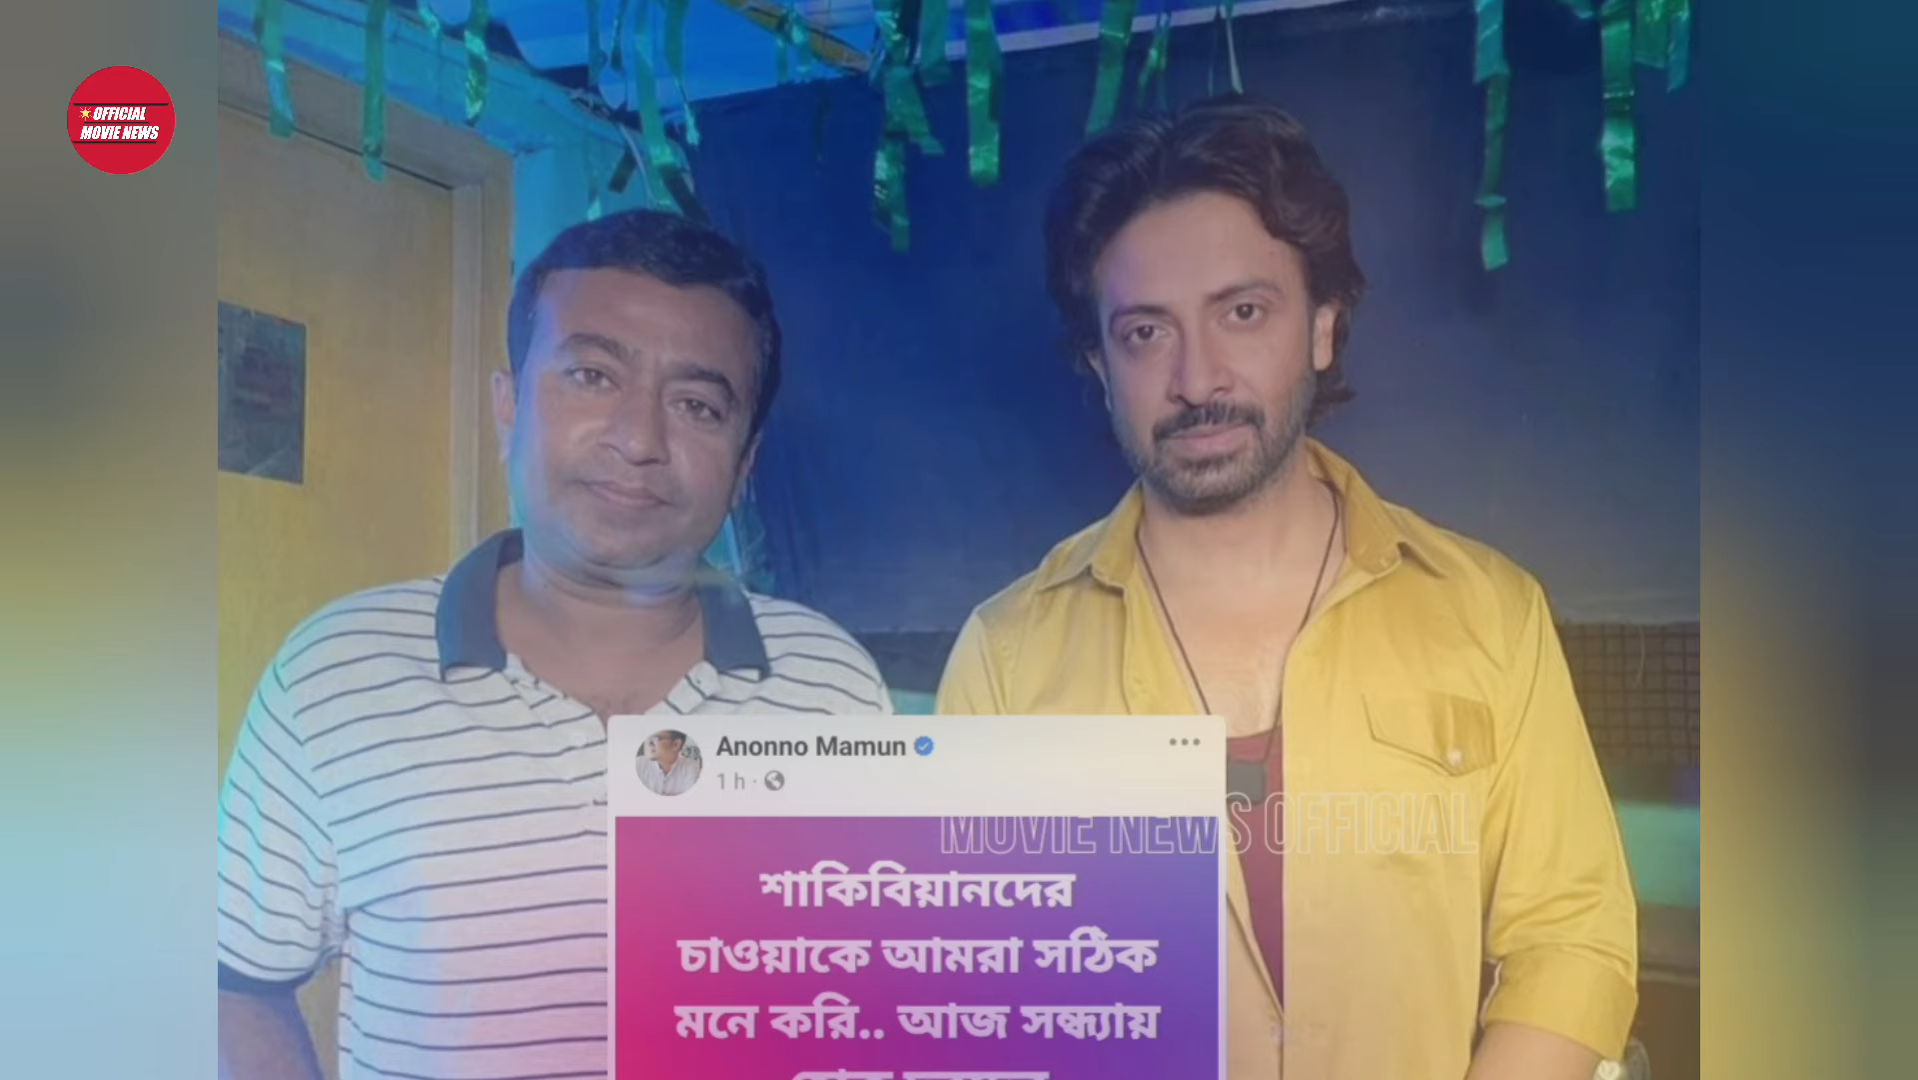 OFFICIAL
MOVIE NEWS
Anonno Mamun
1 h ·
MOVIE NEWS OFFICIAL
শাকিবিয়ানদের
চাওয়াকে আমরা সঠিক
মনে করি.. আজ সন্ধ্যায়